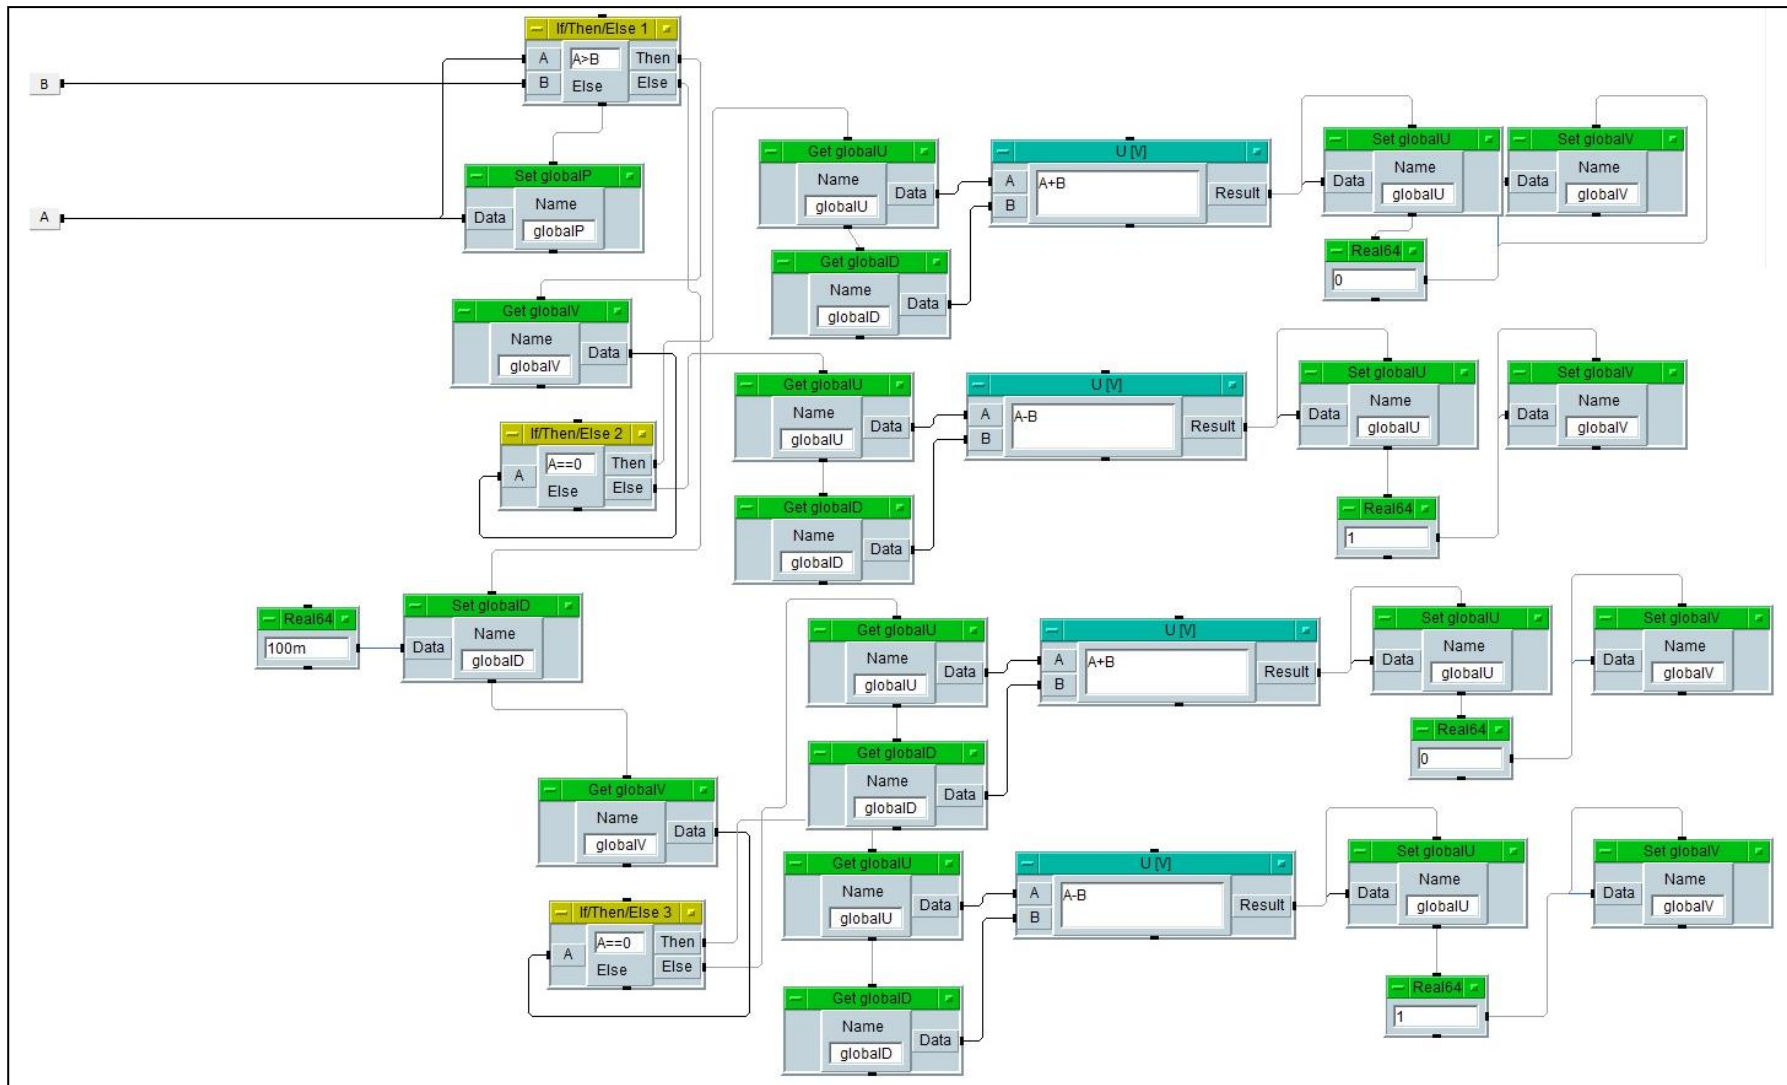 If/Then/Else 1
A
A>B
Then
B
Else
Else
B
Set globalP
Name
Data
globalP
A
Get globalV
Name
Data
globalV
If/Then/Else 2
A
A==0
Then
Else
Else
Get globalU
Name
Data
globalU
Get globalD
Name
Data
globalD
U [V]
A
A+B
B
Result
Set globalU
Name
Data
globalU
Set globalV
Name
Data
globalV
Real64
0
Get globalU
Name
Data
globalU
Get globalD
Name
Data
globalD
U [V]
A
A-B
B
Result
Set globalU
Name
Data
globalU
Set globalV
Name
Data
globalV
Real64
1
Real64
100m
Set globalD
Name
Data
globalD
Get globalV
Name
Data
globalV
If/Then/Else 3
A
A==0
Then
Else
Else
Get globalU
Name
Data
globalU
Get globalD
Name
Data
globalD
U [V]
A
A+B
B
Result
Set globalU
Name
Data
globalU
Set globalV
Name
Data
globalV
Real64
0
Get globalU
Name
Data
globalU
Get globalD
Name
Data
globalD
U [V]
A
A-B
B
Result
Set globalU
Name
Data
globalU
Set globalV
Name
Data
globalV
Real64
1